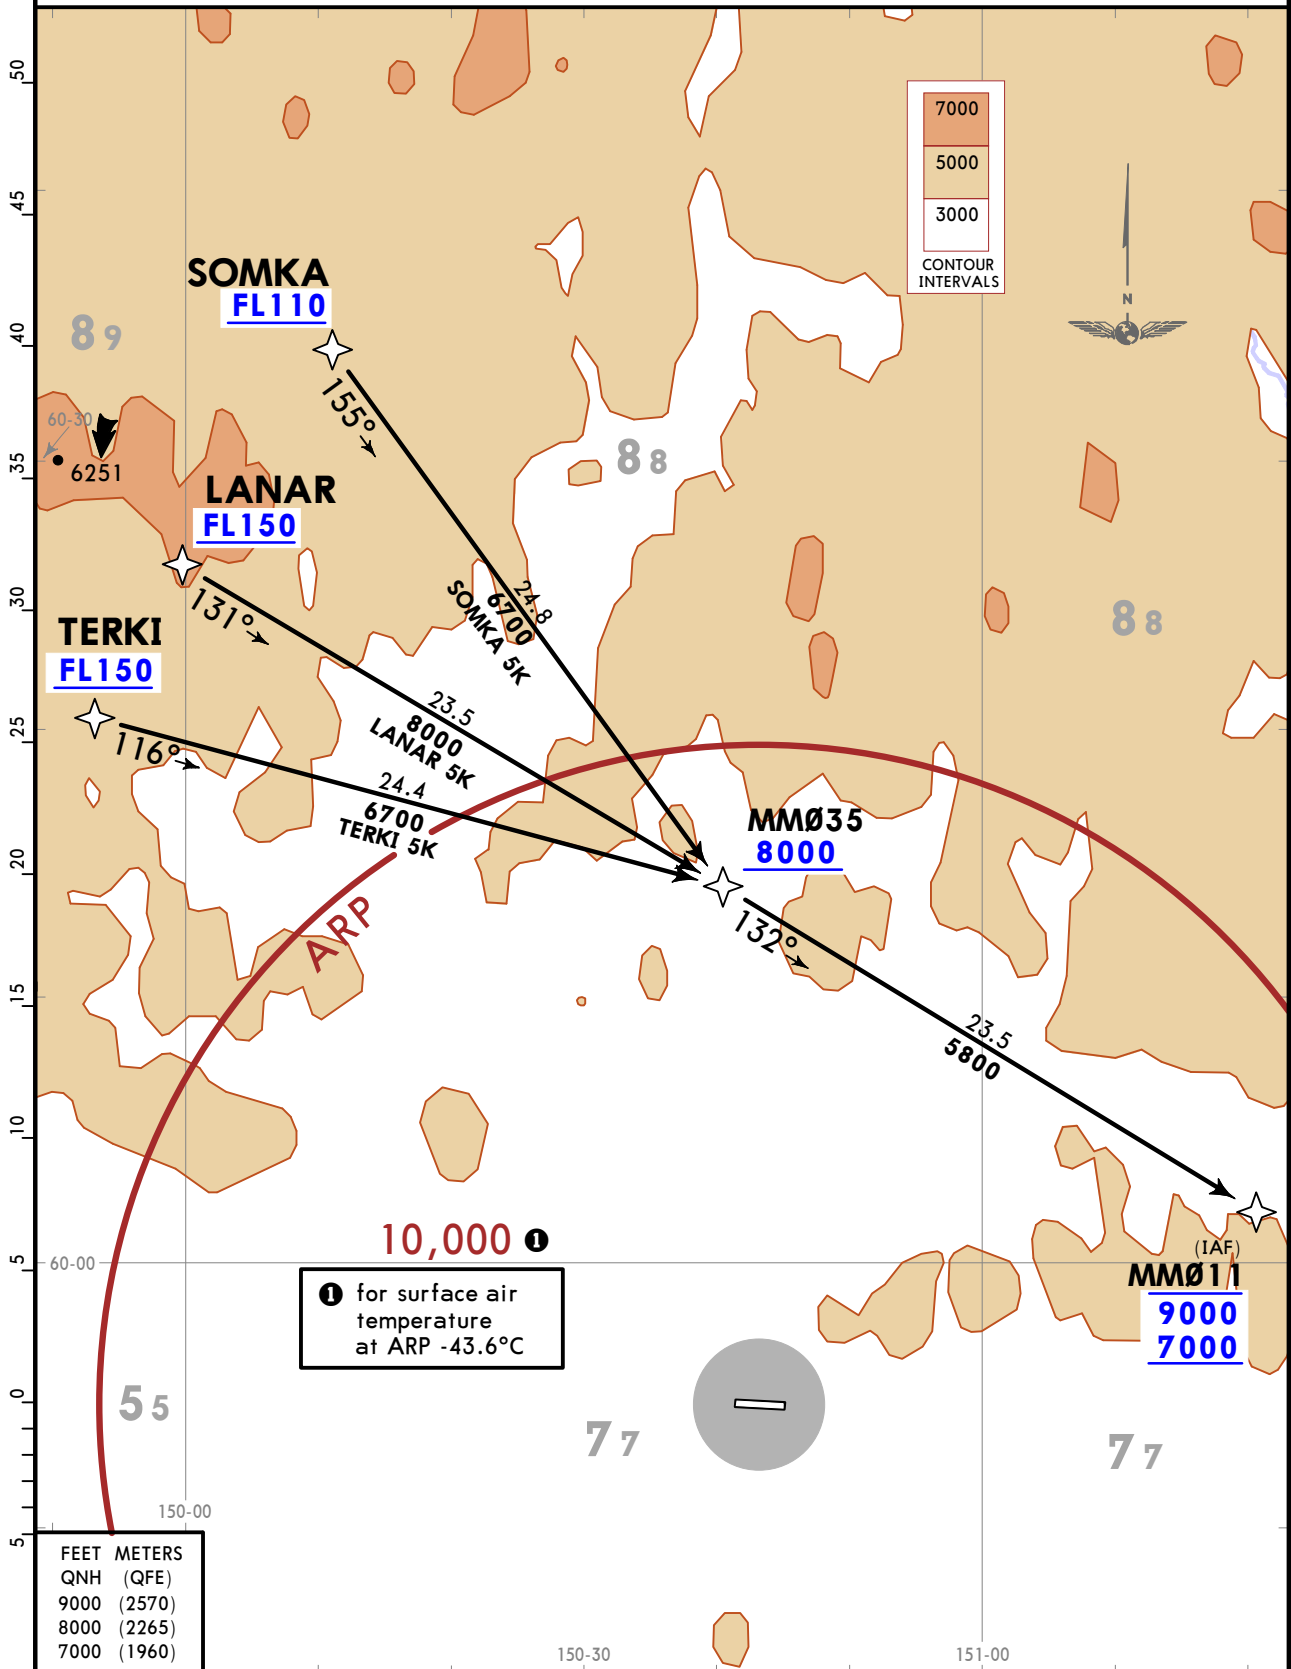 50
45
40
35
30
25
20
15
10
5
0
5
7000
5000
3000
CONTOUR
INTERVALS
N
SOMKA
FL110
89
155°
60-30
6251
LANAR
FL150
88
131°
24.8
6700
SOMKA 5K
88
TERKI
FL150
116°
23.5
8000
LANAR 5K
24.4
6700
TERKI 5K
MMØ35
8000
132°
ARP
23.5
5800
10,000 1
1 for surface air
temperature
at ARP -43.6°C
60-00
(IAF)
MMØ11
9000
7000
55
77
77
150-00
FEET METERS
QNH (QFE)
9000 (2570)
8000 (2265)
7000 (1960)
150-30
151-00